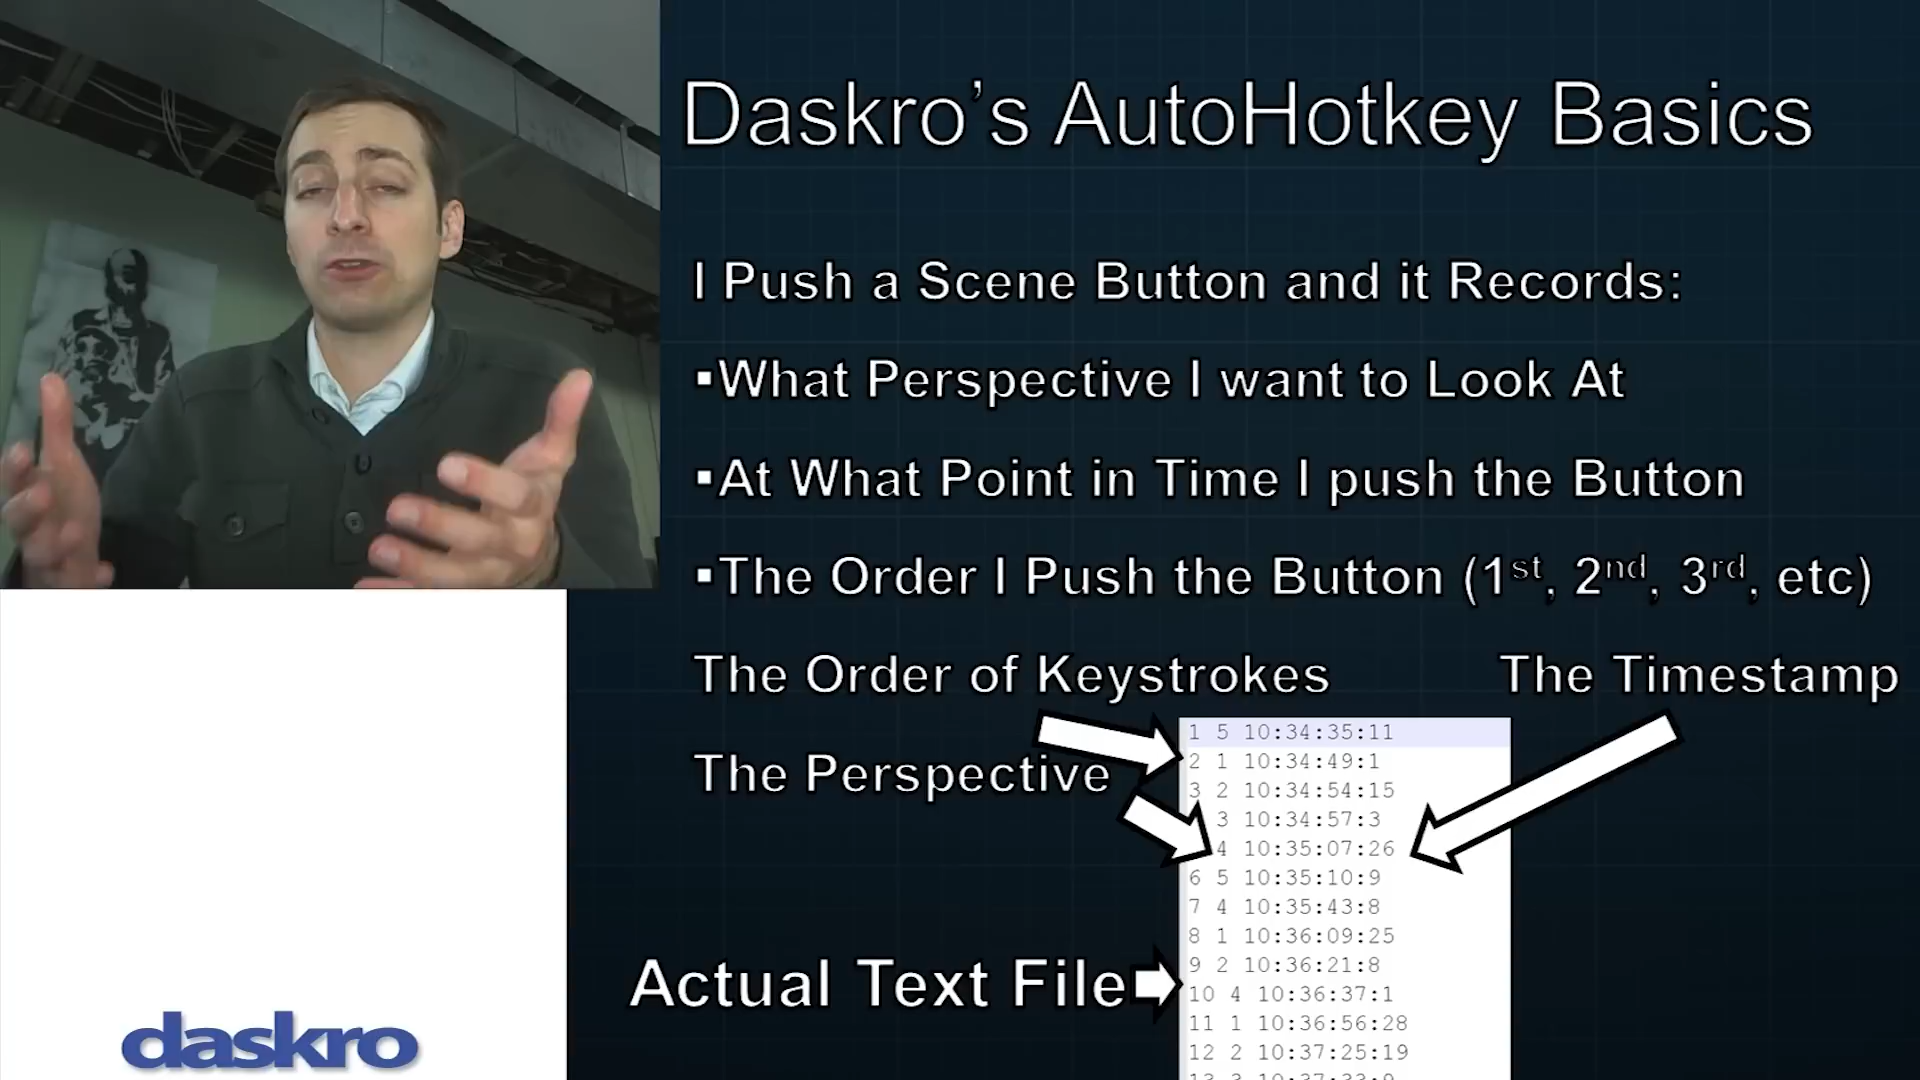 Daskro’s AutoHotkey Basics
I Push a Scene Button and it Records:
▪What Perspective I want to Look At
▪At What Point in Time I push the Button
▪The Order I Push the Button (1st, 2nd, 3rd, etc)
The Order of Keystrokes
The Timestamp
The Perspective
1 5 10:34:35:11
2 1 10:34:49:1
3 2 10:34:54:15
3 10:34:57:3
4 10:35:07:26
6 5 10:35:10:9
7 4 10:35:43:8
8 1 10:36:09:25
9 2 10:36:21:8
10 4 10:36:37:1
11 1 10:36:56:28
12 2 10:37:25:19
Actual Text File
daskro